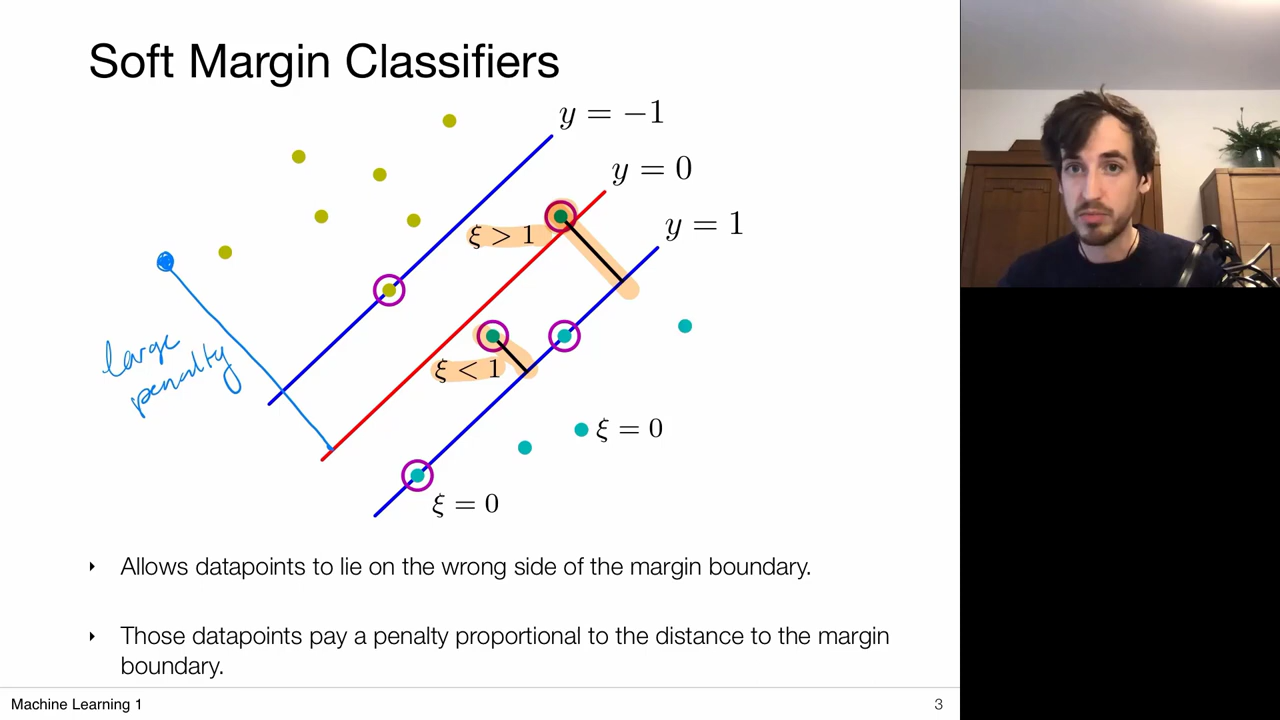 Soft Margin Classifiers
y = −1
y = 0
y = 1
ξ > 1
large
penalty
ξ < 1
ξ = 0
ξ = 0
‣ Allows datapoints to lie on the wrong side of the margin boundary.
‣ Those datapoints pay a penalty proportional to the distance to the margin
boundary.
Machine Learning 1
3